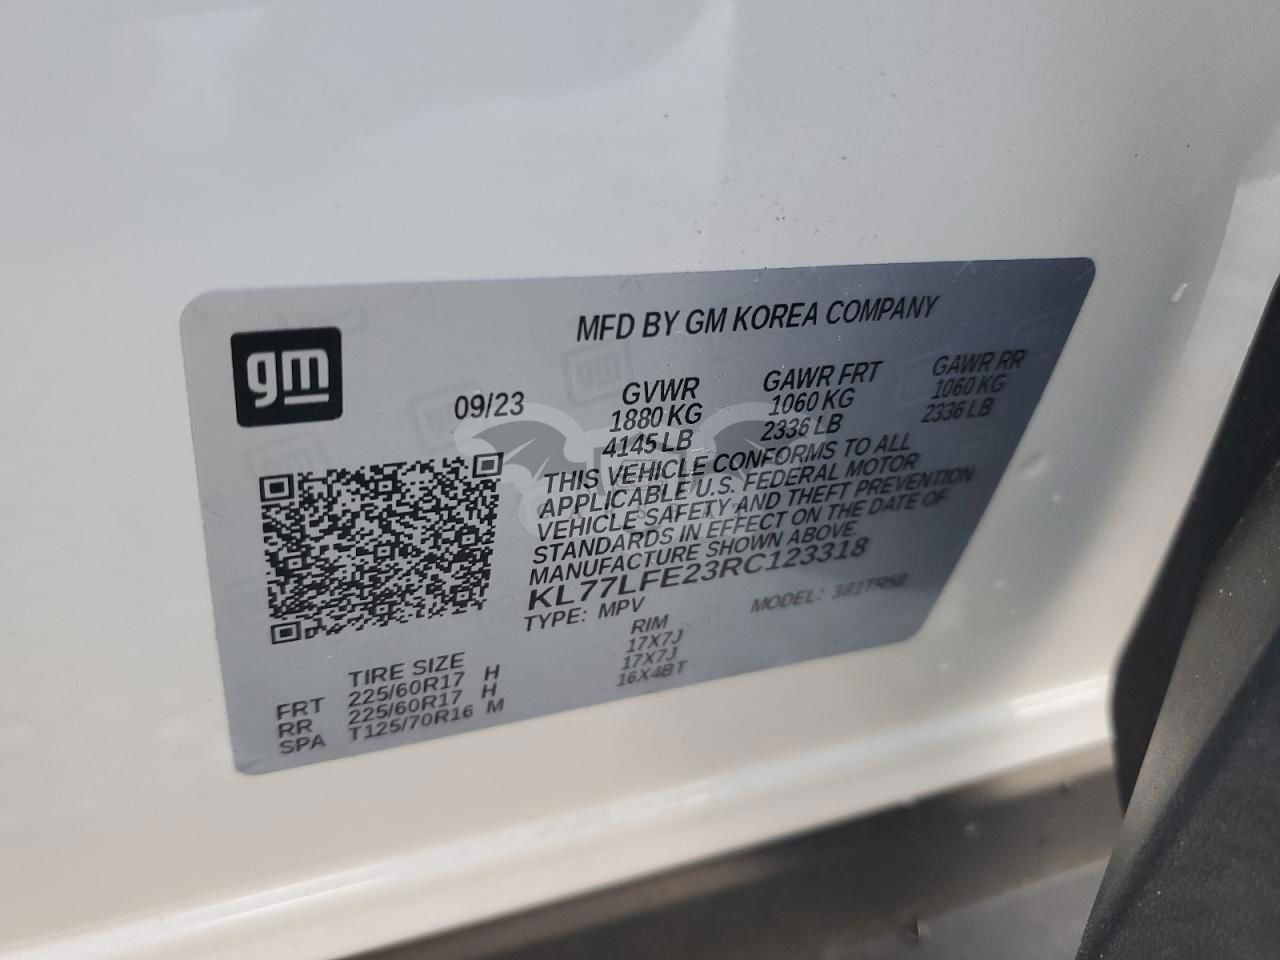 gm
MFD BY GM KOREA COMPANY
09/23
GVWR GAWR FRT GAWR RR
1880 KG 1060 KG 1060 KG
4145 LB 2336 LB 2336 LB
THIS VEHICLE CONFORMS TO ALL
APPLICABLE U.S. FEDERAL MOTOR
VEHICLE SAFETY AND THEFT PREVENTION
STANDARDS IN EFFECT ON THE DATE OF
MANUFACTURE SHOWN ABOVE.
KL77LFE23RC123318
TYPE: MPV MODEL:
TIRE SIZE RIM
FRT 225/60R17 H 17X7J
RR 225/60R17 H 17X7J
SPA T125/70R16 M 16X4BT